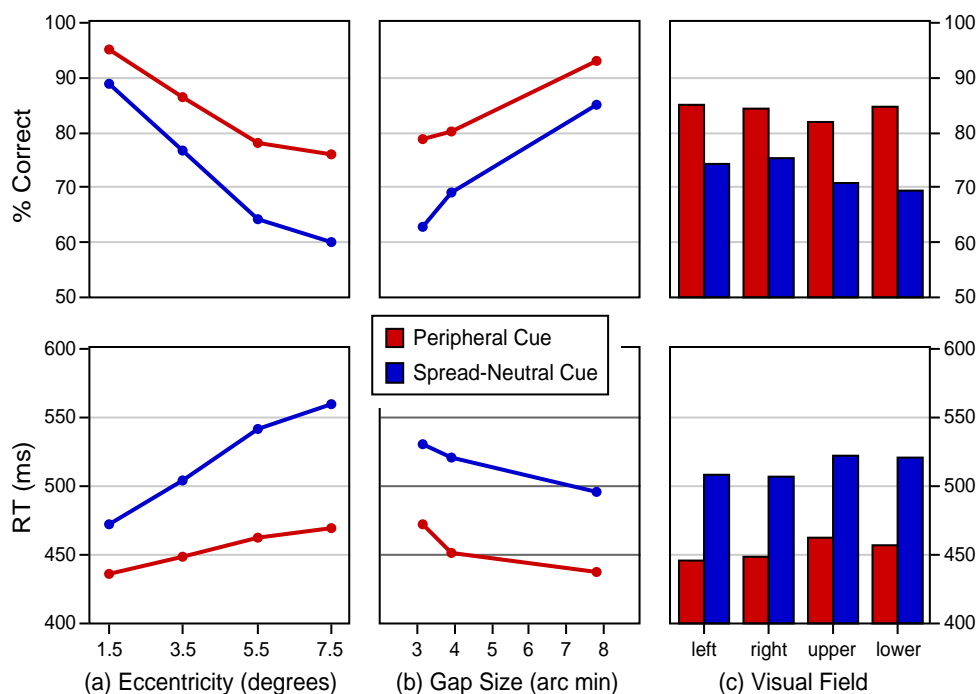 100
90
80
70
60
50
% Correct
100
90
80
70
60
50
Peripheral Cue
Spread-Neutral Cue
600
550
500
450
400
RT (ms)
600
550
500
450
400
1.5 3.5 5.5 7.5
3 4 5 6 7 8
left right upper lower
(a) Eccentricity (degrees) (b) Gap Size (arc min) (c) Visual Field